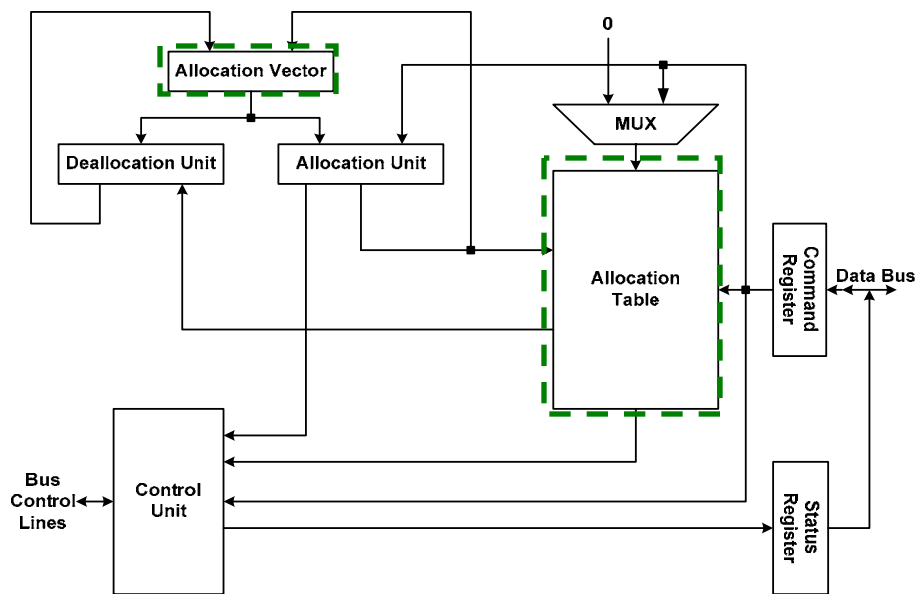 0
Allocation Vector
MUX
Deallocation Unit
Allocation Unit
Allocation
Table
Command
Register
Data Bus
Bus
Control
Lines
Control
Unit
Status
Register